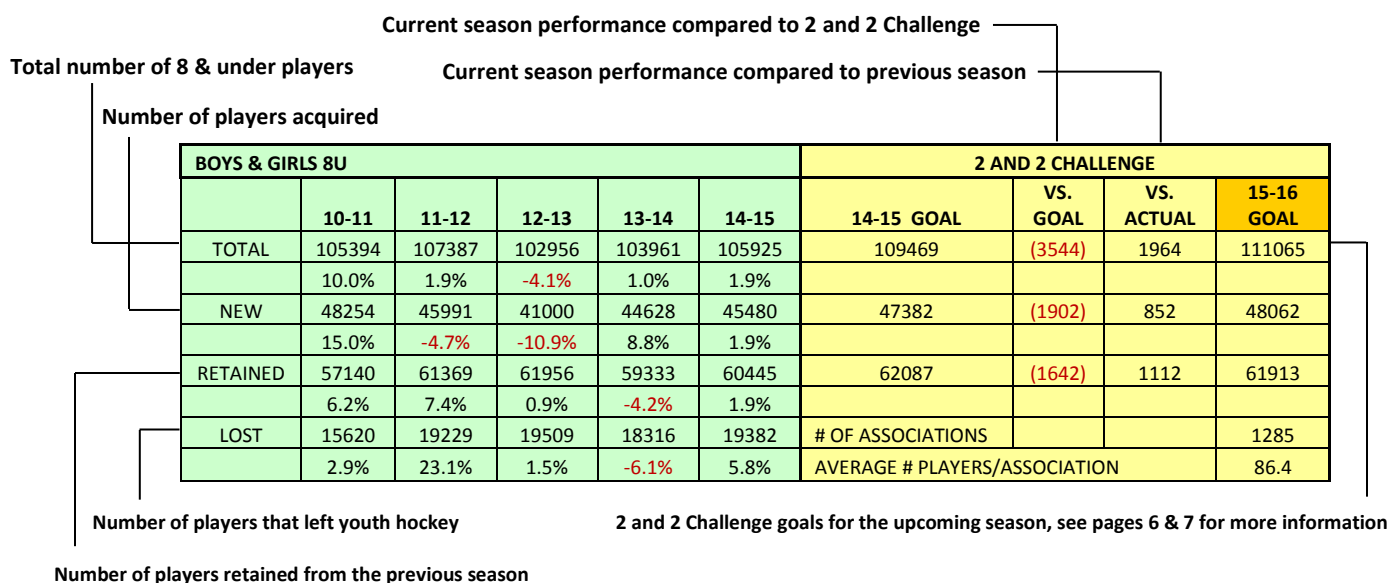 Current season performance compared to 2 and 2 Challenge
Total number of 8 & under players
Current season performance compared to previous season
Number of players acquired
BOYS & GIRLS 8U 2 AND 2 CHALLENGE
10-11 11-12 12-13 13-14 14-15 14-15 GOAL VS. GOAL VS. ACTUAL 15-16 GOAL
TOTAL 105394 107387 102956 103961 105925 109469 (3544) 1964 111065
10.0% 1.9% -4.1% 1.0% 1.9%
NEW 48254 45991 41000 44628 45480 47382 (1902) 852 48062
15.0% -4.7% -10.9% 8.8% 1.9%
RETAINED 57140 61369 61956 59333 60445 62087 (1642) 1112 61913
6.2% 7.4% 0.9% -4.2% 1.9%
LOST 15620 19229 19509 18316 19382 # OF ASSOCIATIONS 1285
2.9% 23.1% 1.5% -6.1% 5.8% AVERAGE # PLAYERS/ASSOCIATION 86.4
Number of players that left youth hockey
2 and 2 Challenge goals for the upcoming season, see pages 6 & 7 for more information
Number of players retained from the previous season